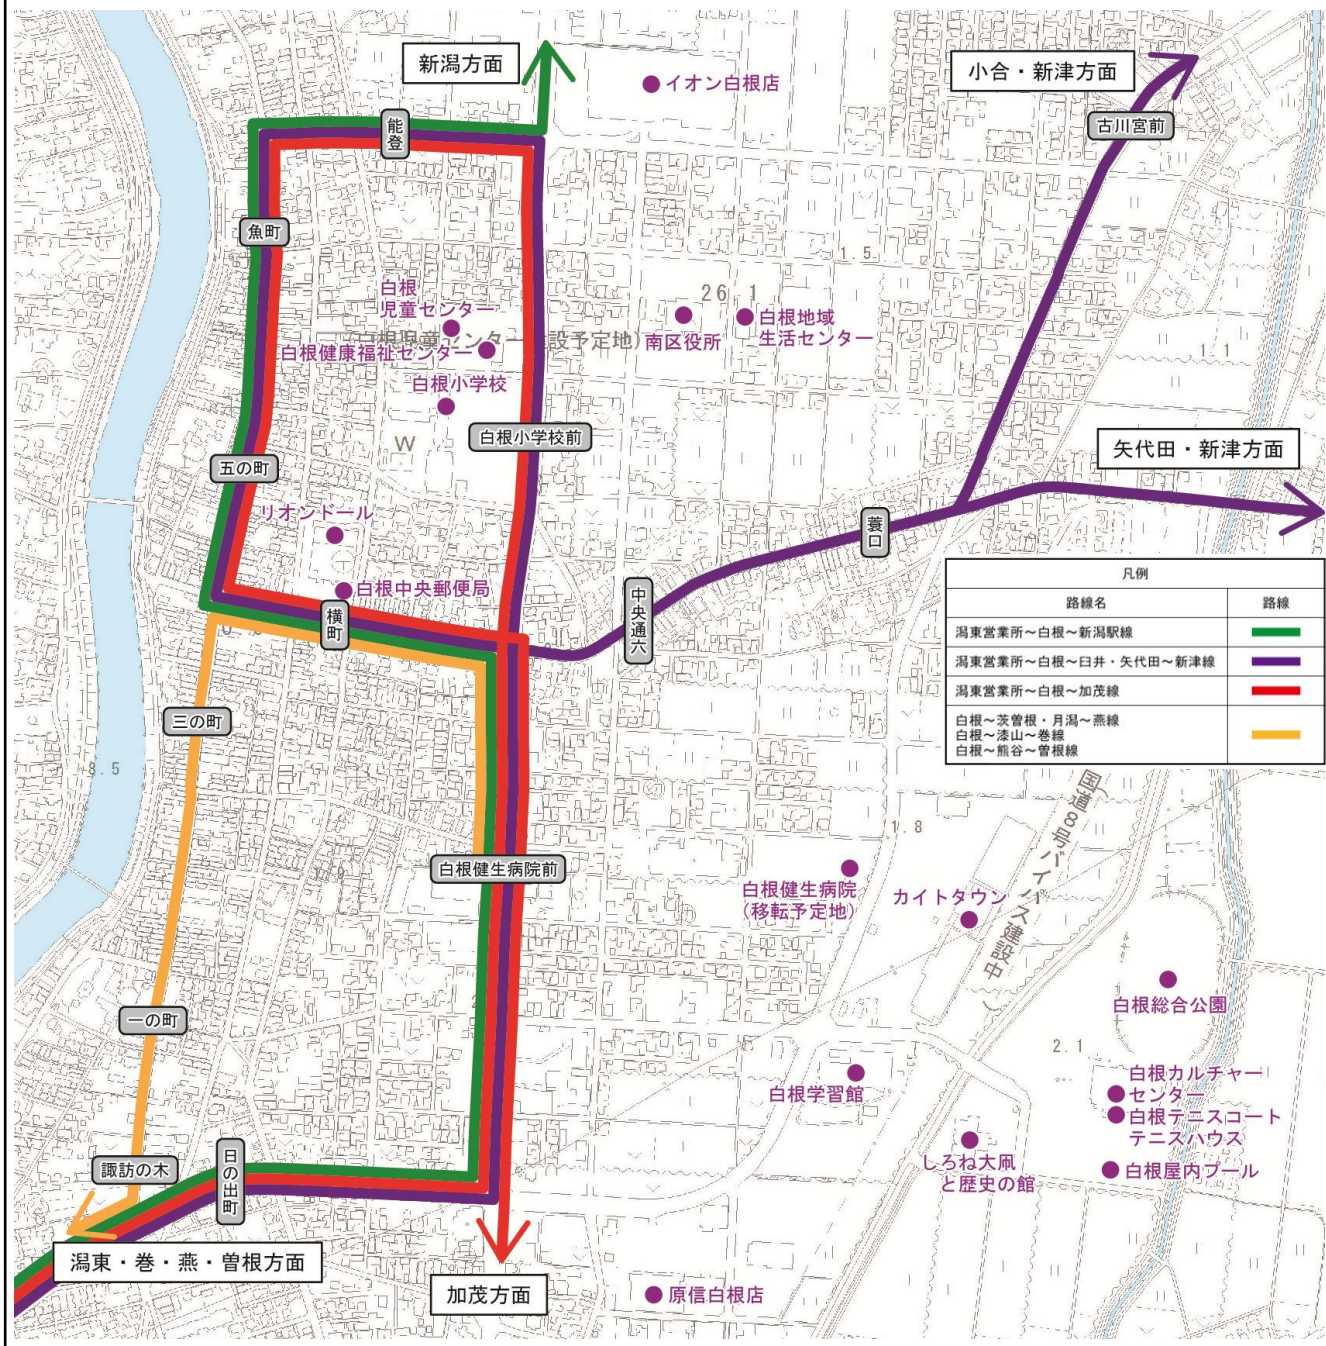 新潟方面
イオン白根店
小合・新津方面
能登
古川宮前
魚町
1.5
白根
児童センター
26.1
白根地域
生活センター
南区役所
白根健康福祉センター
1.1
白根小学校
白根小学校前
矢代田・新津方面
五の町
リオンドール
蓑口
白根中央郵便局
中央通六
横町
凡例
路線名 路線
潟東営業所～白根～新潟駅線
潟東営業所～白根～臼井・矢代田～新津線
潟東営業所～白根～加茂線
白根～茨曽根・月潟～燕線
白根～漆山～巻線
白根～熊谷～曽根線
三の町
8.5
国道8号バイパス建設中)
1.8
白根健生病院前
白根健生病院
(移転予定地)
カイトタウン
白根総合公園
一の町
2.1
白根学習館
白根カルチャー
センター
白根テニスコート
テニスハウス
しろね大凧
と歴史の館
白根屋内プール
諏訪の木
日の出町
潟東・巻・燕・曽根方面
加茂方面
原信白根店